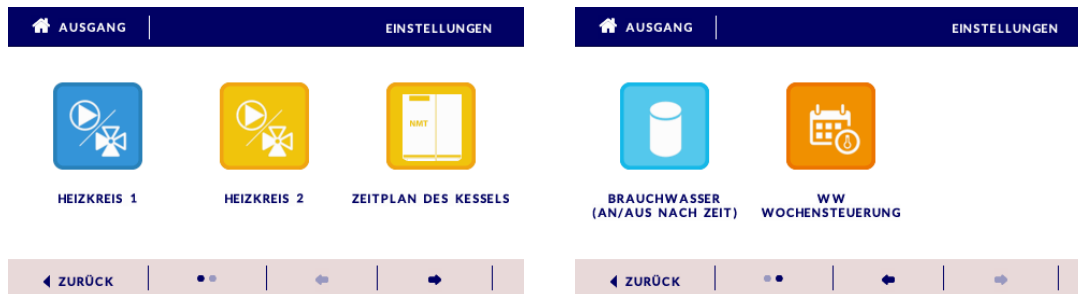 AUSGANG
EINSTELLUNGEN
NMT
HEIZKREIS 1
HEIZKREIS 2
ZEITPLAN DES KESSELS
ZURÜCK
AUSGANG
EINSTELLUNGEN
BRAUCHWASSER
(AN/AUS NACH ZEIT)
WW
WOCHENSTEUERUNG
ZURÜCK